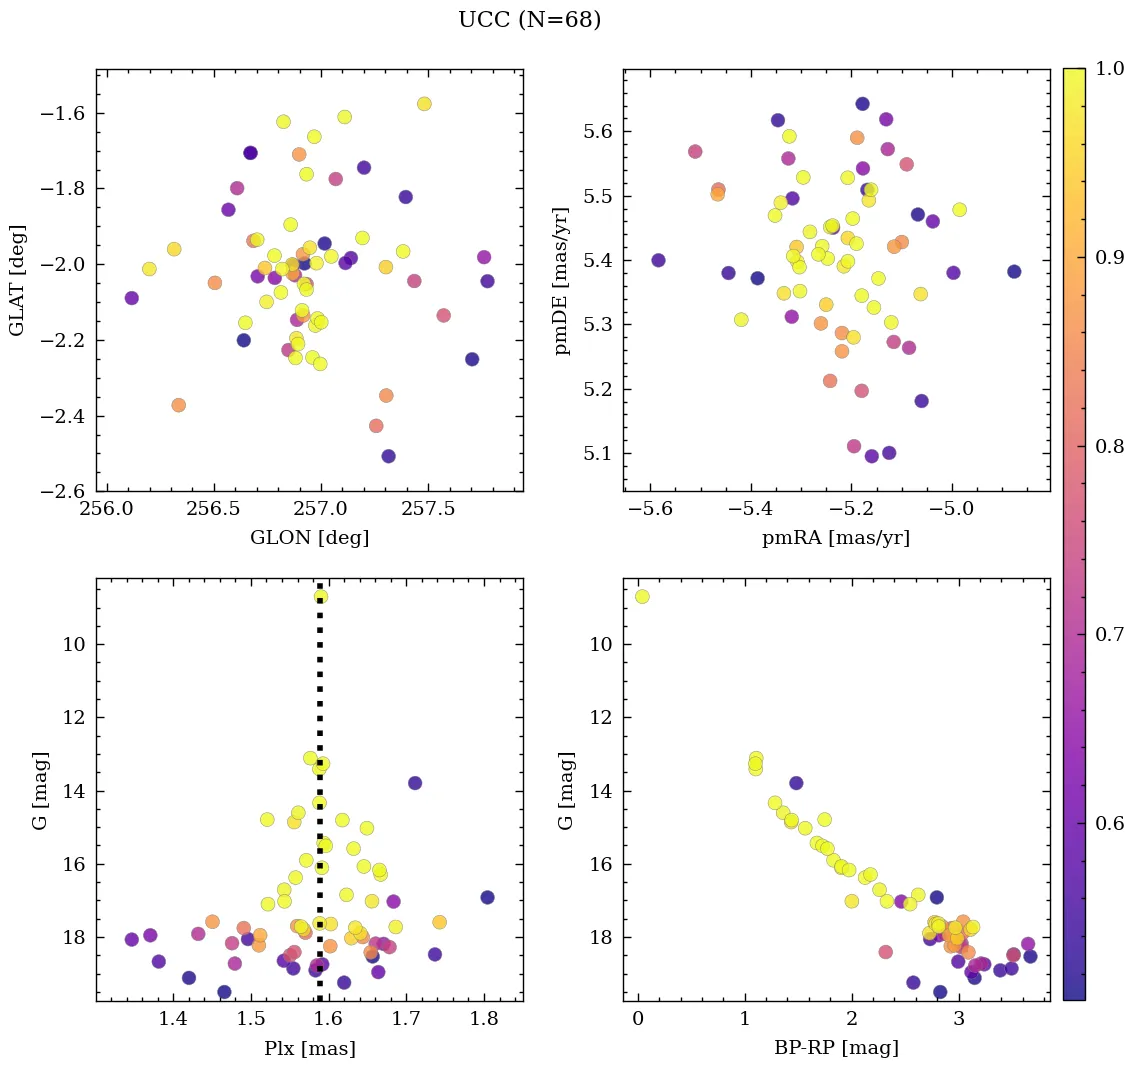 UCC (N=68)
−1.6
−1.8
−2.0
−2.2
−2.4
−2.6
GLAT [deg]
256.0 256.5 257.0 257.5
GLON [deg]
5.6
5.5
5.4
5.3
5.2
5.1
pmDE [mas/yr]
−5.6 −5.4 −5.2 −5.0
pmRA [mas/yr]
10
12
14
16
18
G [mag]
1.4 1.5 1.6 1.7 1.8
Plx [mas]
10
12
14
16
18
G [mag]
0 1 2 3
BP-RP [mag]
1.0
0.9
0.8
0.7
0.6